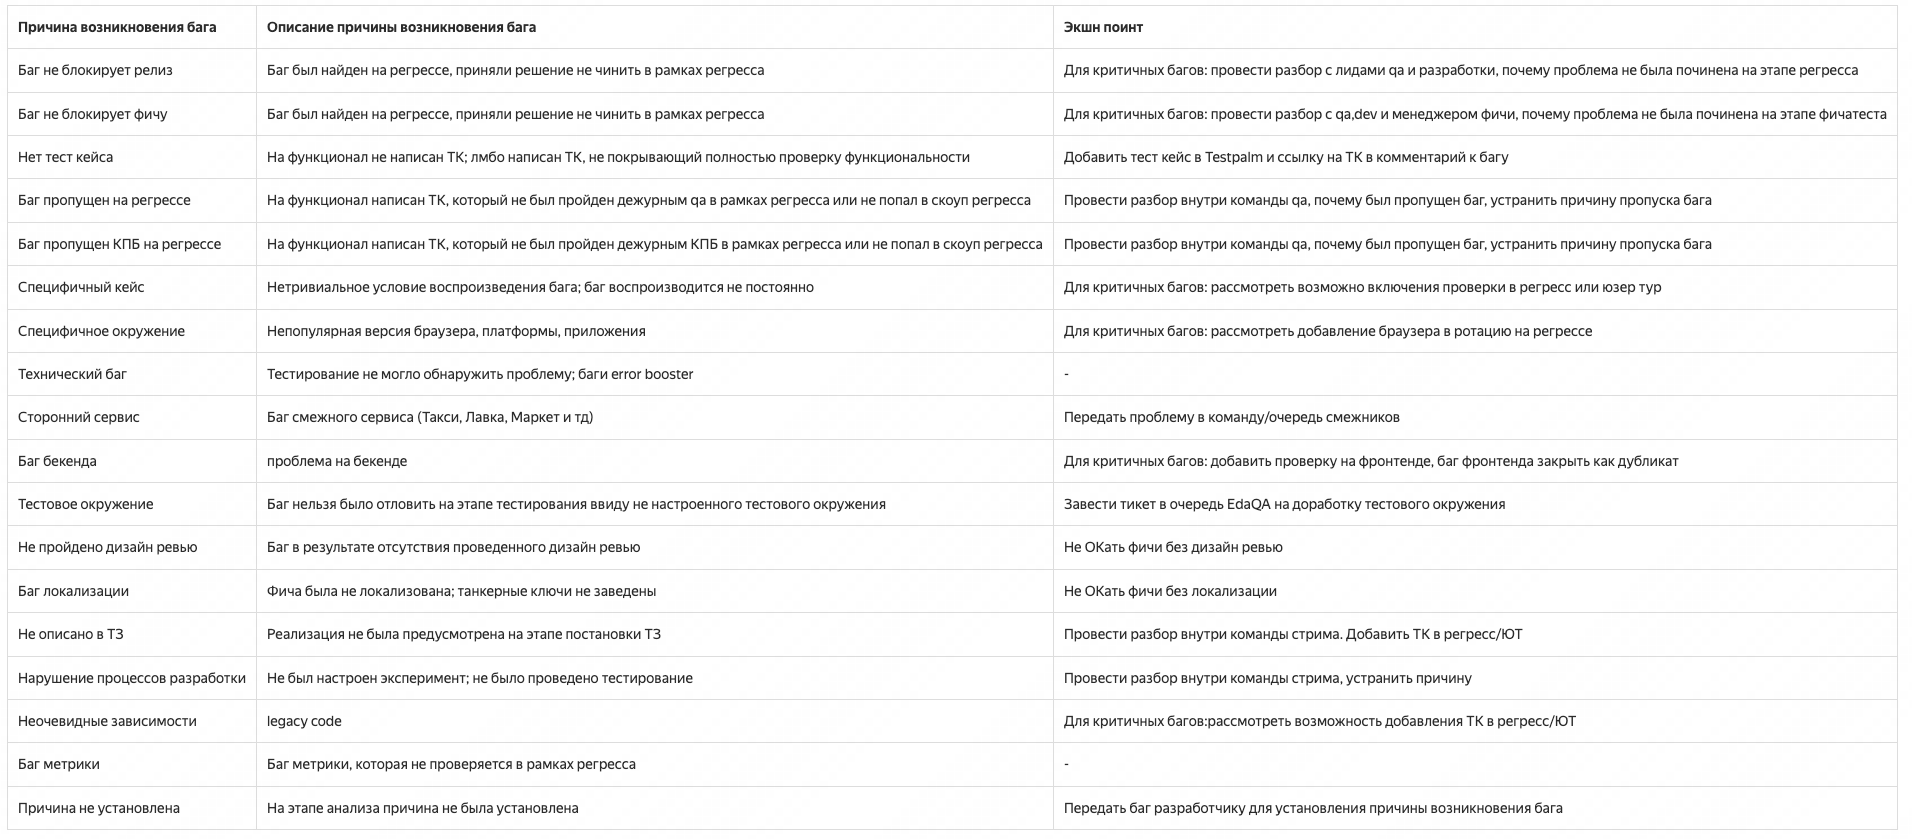 Причина возникновения бага Описание причины возникновения бага Экшн поинт
Баг не блокирует релиз Баг был найден на регрессе, приняли решение не чинить в рамках регресса Для критичных багов: провести разбор с лидами qa и разработки, почему проблема не была починена на этапе регресса
Баг не блокирует фичу Баг был найден на регрессе, приняли решение не чинить в рамках регресса Для критичных багов: провести разбор с qa,dev и менеджером фичи, почему проблема не была починена на этапе фичатеста
Нет тест кейса На функционал не написан ТК; лмбо написан ТК, не покрывающий полностью проверку функциональности Добавить тест кейс в Testpalm и ссылку на ТК в комментарий к багу
Баг пропущен на регрессе На функционал написан ТК, который не был пройден дежурным qa в рамках регресса или не попал в скоуп регресса Провести разбор внутри команды qa, почему был пропущен баг, устранить причину пропуска бага
Баг пропущен КПБ на регрессе На функционал написан ТК, который не был пройден дежурным КПБ в рамках регресса или не попал в скоуп регресса Провести разбор внутри команды qa, почему был пропущен баг, устранить причину пропуска бага
Специфичный кейс Нетривиальное условие воспроизведения бага; баг воспроизводится не постоянно Для критичных багов: рассмотреть возможно включения проверки в регресс или юзер тур
Специфичное окружение Непопулярная версия браузера, платформы, приложения Для критичных багов: рассмотреть добавление браузера в ротацию на регрессе
Технический баг Тестирование не могло обнаружить проблему; баги error booster -
Сторонний сервис Баг смежного сервиса (Такси, Лавка, Маркет и тд) Передать проблему в команду/очередь смежников
Баг бекенда проблема на бекенде Для критичных багов: добавить проверку на фронтенде, баг фронтенда закрыть как дубликат
Тестовое окружение Баг нельзя было отловить на этапе тестирования ввиду не настроенного тестового окружения Завести тикет в очередь EdaQA на доработку тестового окружения
Не пройдено дизайн ревью Баг в результате отсутствия проведенного дизайн ревью Не ОКать фичи без дизайн ревью
Баг локализации Фича была не локализована; танкерные ключи не заведены Не ОКать фичи без локализации
Не описано в ТЗ Реализация не была предусмотрена на этапе постановки ТЗ Провести разбор внутри команды стрима. Добавить ТК в регресс/ЮТ
Нарушение процессов разработки Не был настроен эксперимент; не было проведено тестирование Провести разбор внутри команды стрима, устранить причину
Неочевидные зависимости legacy code Для критичных багов:рассмотреть возможность добавления ТК в регресс/ЮТ
Баг метрики Баг метрики, которая не проверяется в рамках регресса -
Причина не установлена На этапе анализа причина не была установлена Передать баг разработчику для установления причины возникновения бага